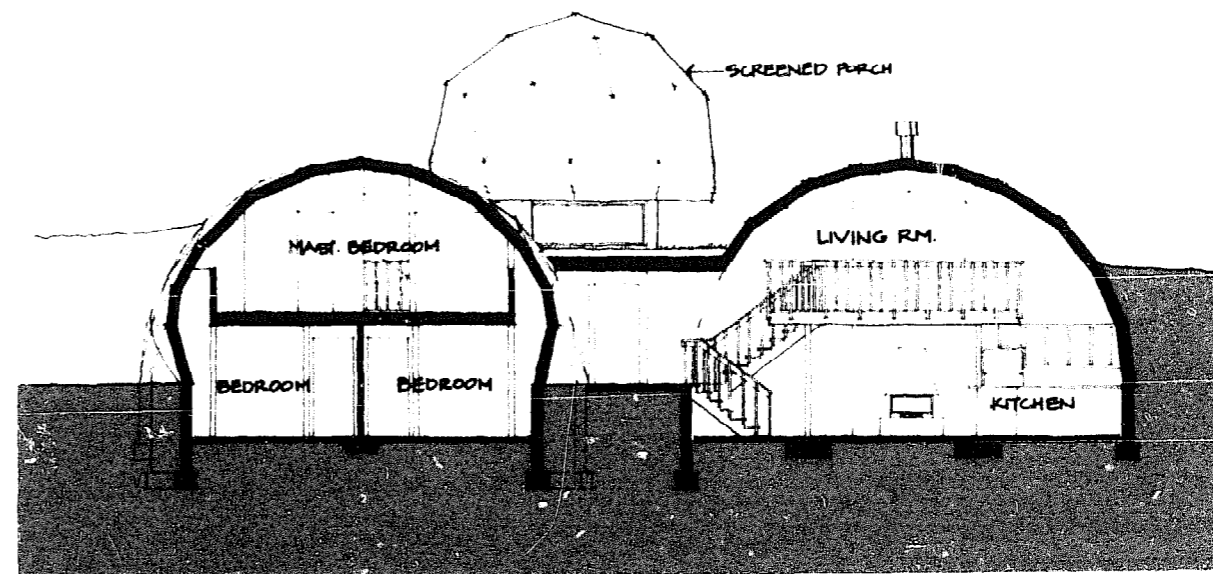 SCREENED PORCH
MAST. BEDROOM
LIVING RM.
BEDROOM
BEDROOM
KITCHEN